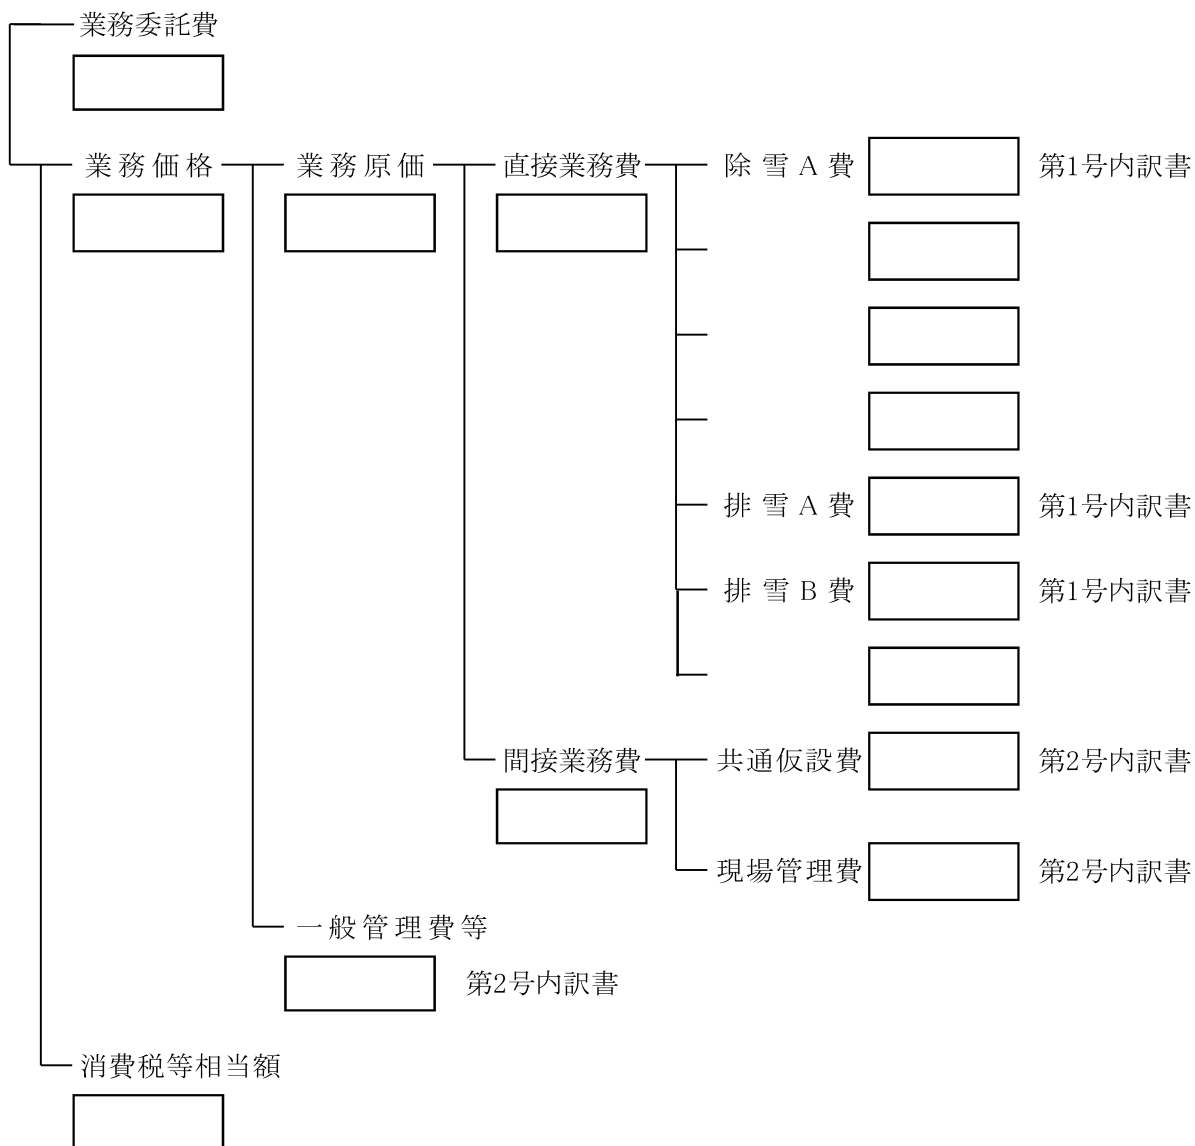 業務委託費
業務価格 業務原価 直接業務費 除雪A費 第1号内訳書
排雪A費 第1号内訳書
排雪B費 第1号内訳書
間接業務費 共通仮設費 第2号内訳書
現場管理費 第2号内訳書
一般管理費等
第2号内訳書
消費税等相当額